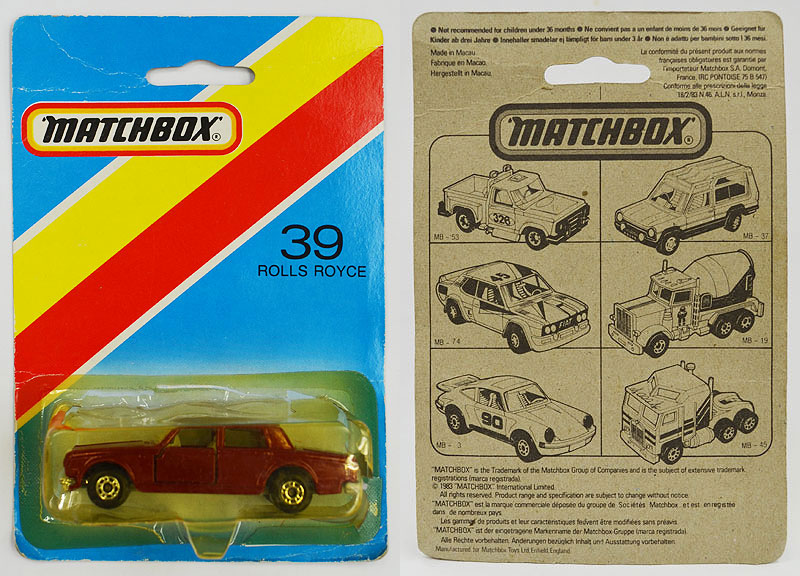 MATCHBOX®
39
ROLLS ROYCE
● Not recommended for children under 36 months ● Ne convient pas a un enfant de moins de 36 mois ● Geeignet für
Kinder ab drei Jahre ● Innehaller smadelar ej lämpligt för barn under 3 år ● Non è adatto per bambini sotto i 36 mesi.
Made in Macau
Fabriqué en Macao.
Hergestellt in Macau.
La conformité du présent produit aux normes
françaises obligatoires est garantie par
l'importateur Matchbox S.A. Domont,
France. (RC PONTOISE 75 B 547)
Conforme alle prescrizioni della legge
18/2/83 N.46. A.L.N. s.r.l., Monza.
MATCHBOX®
326
MB - 53
MB - 37
45
FIAT
MB - 74
MB - 19
90
MB - 3
MB - 45
"MATCHBOX" is the Trademark of the Matchbox Group of Companies and is the subject of extensive trademark
registrations (marca registrada).
© 1983 "MATCHBOX" International Limited.
All rights reserved. Product range and specification are subject to change without notice.
"MATCHBOX" est la marque commerciale déposée du groupe de Sociétés Matchbox et est enregistrée
dans de nombreux pays.
Les gammes de produits et leur caractéristiques peuvent être modifiées sans préavis.
"MATCHBOX" ist der eingetragene Markenname der Matchbox-Gruppe (marca registrada).
Alle Rechte vorbehalten. Änderungen bezüglich Inhalt und Ausstattung vorbehalten.
Manufactured for Matchbox Toys Ltd, Enfield, England.